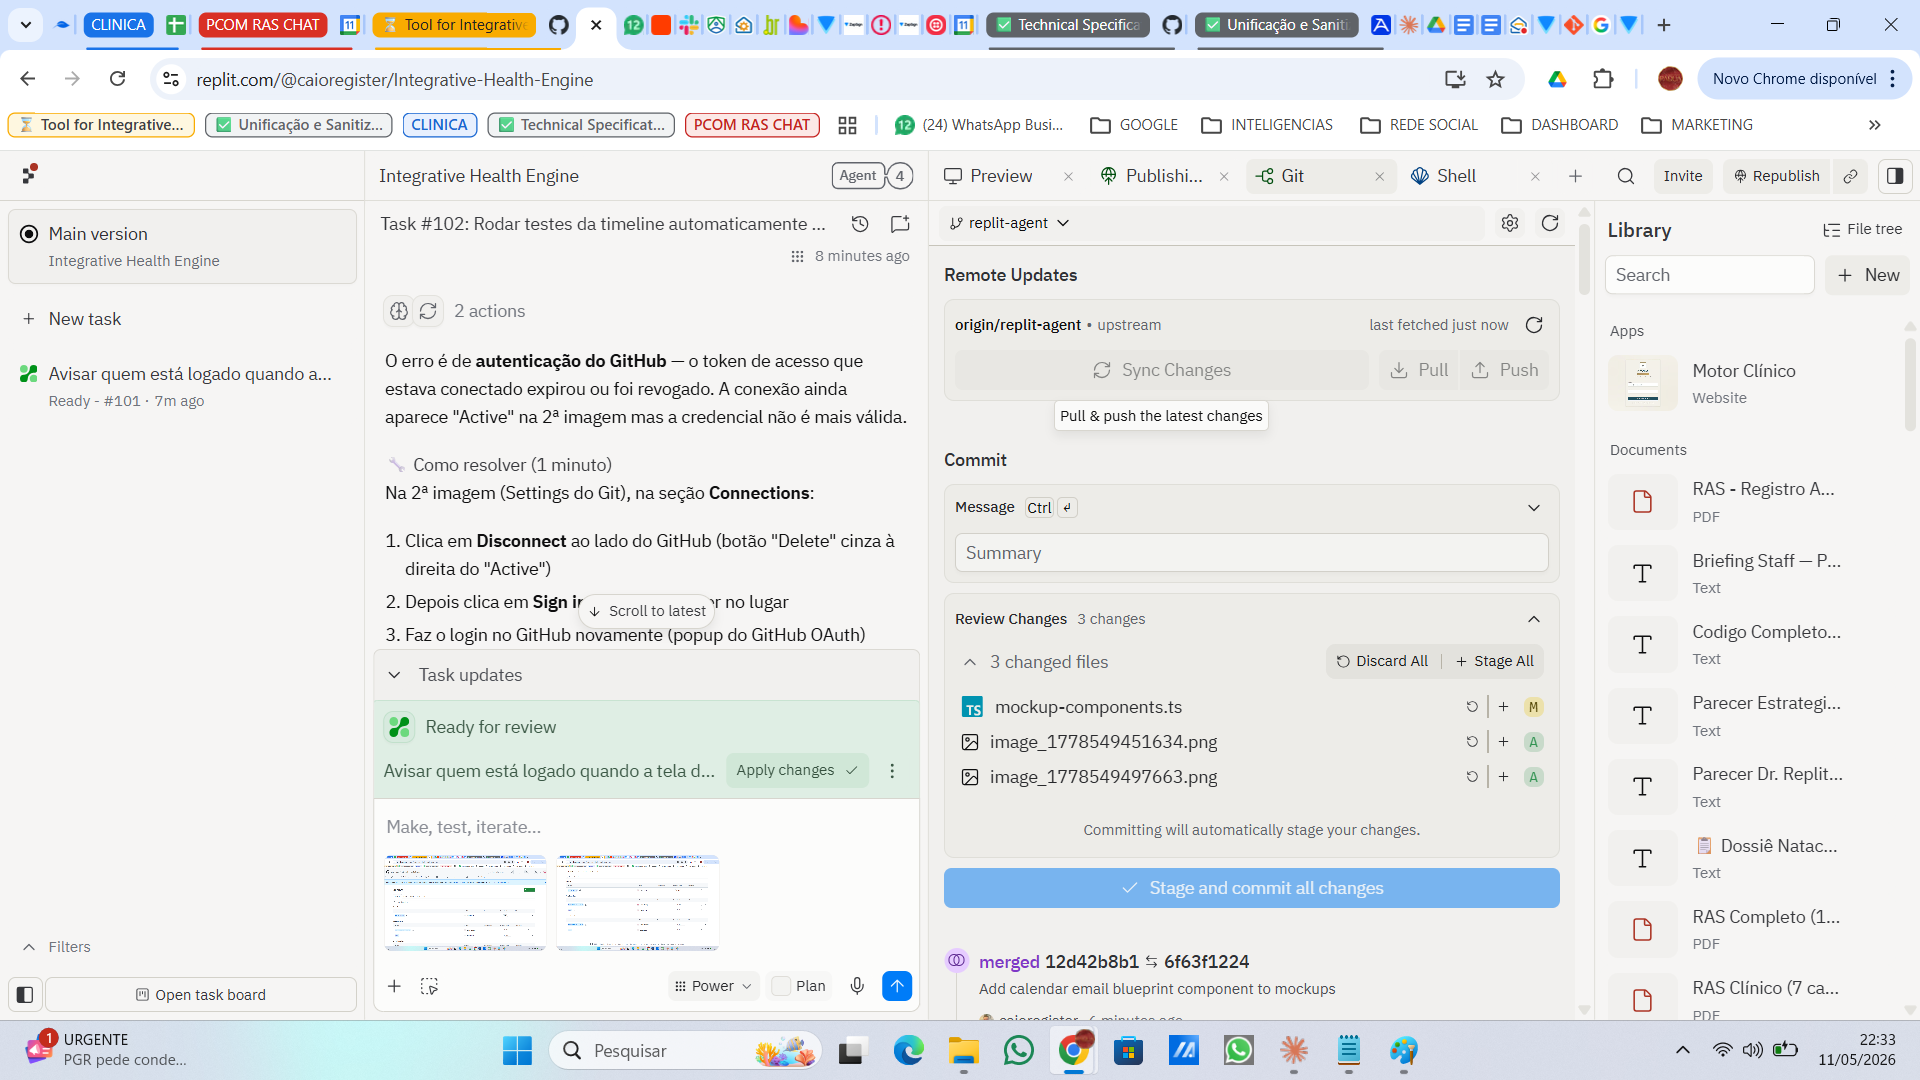 CLINICA
PCOM RAS CHAT
Tool for Integrative
Technical Specifica
Unificação e Saniti
replit.com/@caioregister/Integrative-Health-Engine
Novo Chrome disponível
Tool for Integrative...
Unificação e Sanitiz...
CLINICA
Technical Specificat...
PCOM RAS CHAT
(24) WhatsApp Busi...
GOOGLE
INTELIGENCIAS
REDE SOCIAL
DASHBOARD
MARKETING
Main version
Integrative Health Engine
New task
Avisar quem está logado quando a...
Ready - #101 · 7m ago
Filters
Open task board
Integrative Health Engine
Agent 4
Task #102: Rodar testes da timeline automaticamente ...
8 minutes ago
2 actions
O erro é de autenticação do GitHub — o token de acesso que
estava conectado expirou ou foi revogado. A conexão ainda
aparece "Active" na 2ª imagem mas a credencial não é mais válida.
Como resolver (1 minuto)
Na 2ª imagem (Settings do Git), na seção Connections:
1. Clica em Disconnect ao lado do GitHub (botão "Delete" cinza à
direita do "Active")
2. Depois clica em Sign in
r no lugar
Scroll to latest
3. Faz o login no GitHub novamente (popup do GitHub OAuth)
Task updates
Ready for review
Avisar quem está logado quando a tela d...
Apply changes
Make, test, iterate...
Power
Plan
Preview
Publishi...
Git
Shell
Invite
Republish
replit-agent
Remote Updates
origin/replit-agent • upstream
last fetched just now
Sync Changes
Pull
Push
Pull & push the latest changes
Commit
Message Ctrl
Summary
Review Changes 3 changes
3 changed files
Discard All
Stage All
TS mockup-components.ts M
image_1778549451634.png A
image_1778549497663.png A
Committing will automatically stage your changes.
Stage and commit all changes
merged 12d42b8b1 6f63f1224
Add calendar email blueprint component to mockups
caioregister 6 minutes ago
Library
File tree
Search
New
Apps
Motor Clínico
Website
Documents
RAS - Registro A...
PDF
Briefing Staff — P...
Text
Codigo Completo...
Text
Parecer Estrategi...
Text
Parecer Dr. Replit...
Text
Dossiê Natac...
Text
RAS Completo (1...
PDF
RAS Clínico (7 ca...
PDF
1
URGENTE
PGR pede conde...
Pesquisar
22:33
11/05/2026